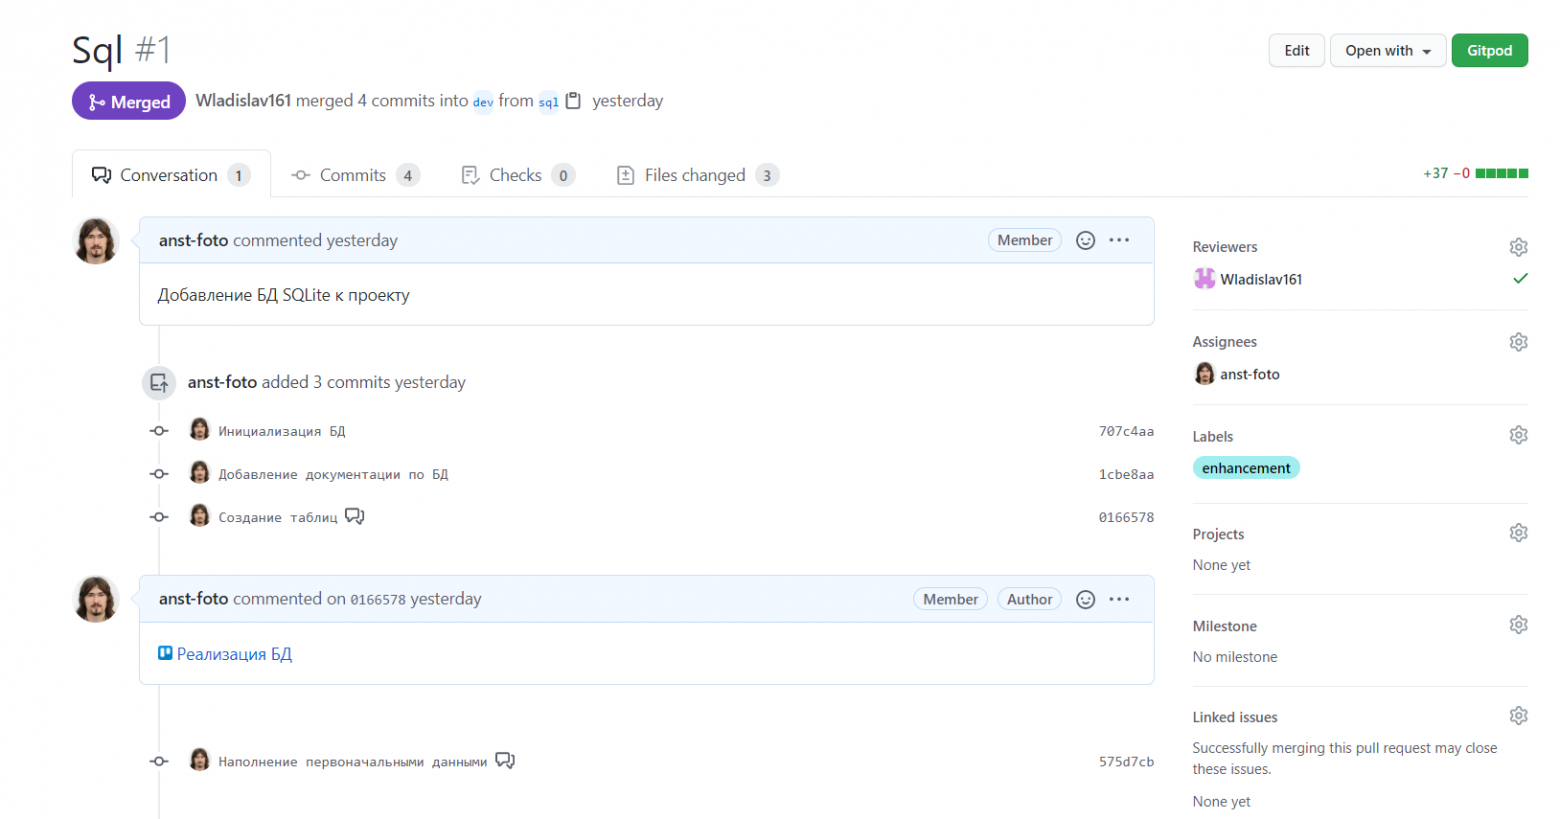 Sql #1
Edit
Open with
Gitpod
Merged
Wladislav161 merged 4 commits into dev from sql yesterday
Conversation 1
Commits 4
Checks 0
Files changed 3
+37 −0
anst-foto commented yesterday
Member
Добавление БД SQLite к проекту
anst-foto added 3 commits yesterday
Инициализация БД
707c4aa
Добавление документации по БД
1cbe8aa
Создание таблиц
0166578
anst-foto commented on 0166578 yesterday
Member
Author
Реализация БД
Наполнение первоначальными данными
575d7cb
Reviewers
Wladislav161
Assignees
anst-foto
Labels
enhancement
Projects
None yet
Milestone
No milestone
Linked issues
Successfully merging this pull request may close
these issues.
None yet